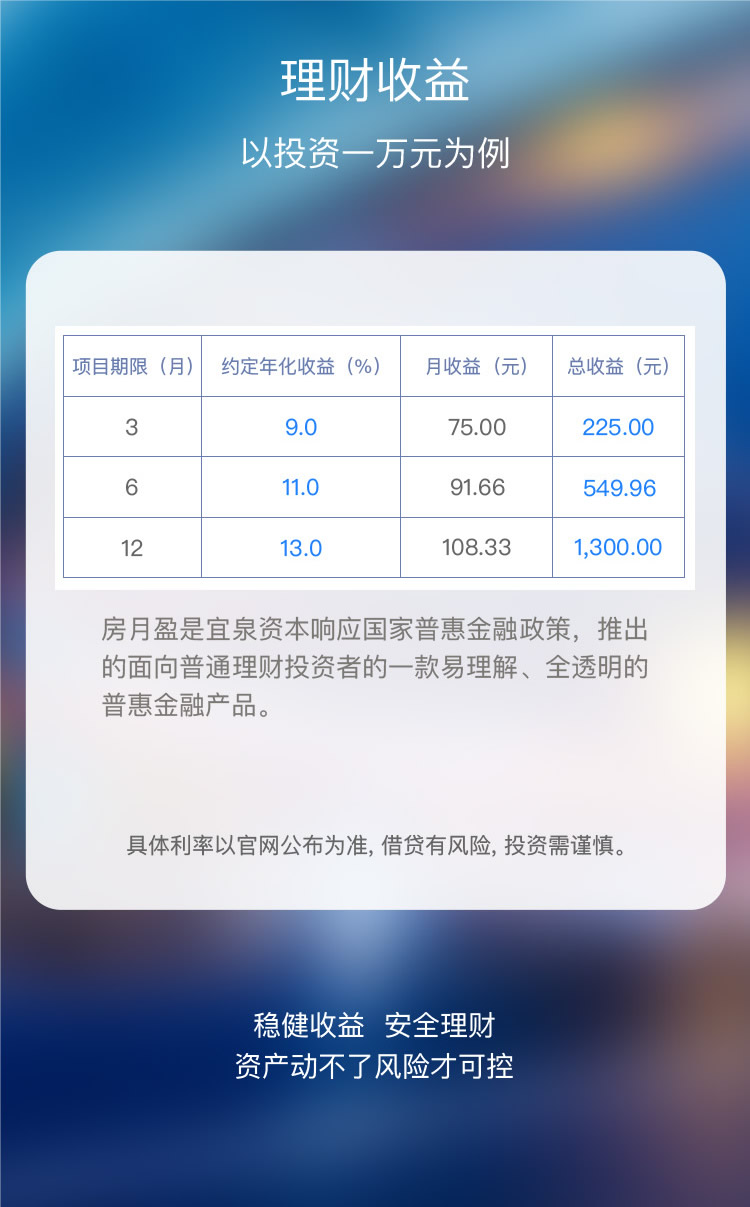 理财收益
以投资一万元为例
项目期限（月） 约定年化收益（%） 月收益（元） 总收益（元）
3 9.0 75.00 225.00
6 11.0 91.66 549.96
12 13.0 108.33 1,300.00
房月盈是宜泉资本响应国家普惠金融政策，推出
的面向普通理财投资者的一款易理解、全透明的
普惠金融产品。
具体利率以官网公布为准, 借贷有风险, 投资需谨慎。
稳健收益 安全理财
资产动不了风险才可控